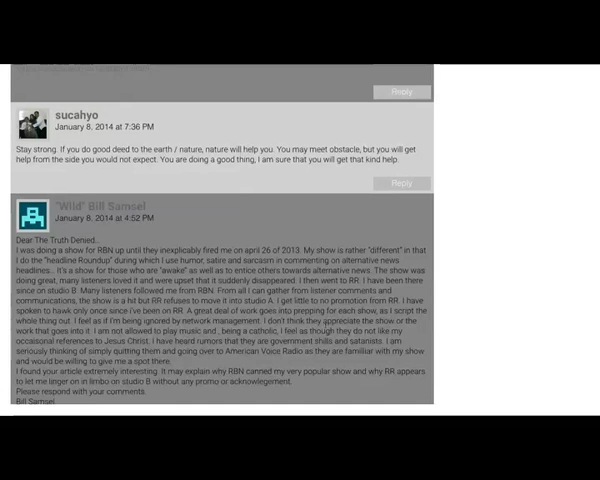 Reply
sucahyo
January 8, 2014 at 7:36 PM
Stay strong. If you do good deed to the earth / nature, nature will help you. You may meet obstacle, but you will get
help from the side you would not expect. You are doing a good thing, I am sure that you will get that kind help.
Reply
"Wild" Bill Samsel
January 8, 2014 at 4:52 PM
Dear The Truth Denied..
I was doing a show for RBN up until they inexplicably fired me on april 26 of 2013. My show is rather "different" in that
I do the "headline Roundup" during which I use humor, satire and sarcasm in commenting on alternative news
headlines.. It's a show for those who are "awake" as well as to entice others towards alternative news. The show was
doing great, many listeners loved it and were upset that it suddenly disappeared. I then went to RR. I have been there
since on studio B. Many listeners followed me from RBN. From all I can gather from listener comments and
communications, the show is a hit but RR refuses to move it into studio A. I get little to no promotion from RR. I have
spoken to hawk only once since i've been on RR. A great deal of work goes into prepping for each show, as I script the
whole thing out. I feel as if I'm being ignored by network management. I don't think they appreciate the show or the
work that goes into it. I am not allowed to play music and , being a catholic, I feel as though they do not like my
occaisonal references to Jesus Christ. I have heard rumors that they are government shills and satanists. I am
seriously thinking of simply quitting them and going over to American Voice Radio as they are familiar with my show
and would be willing to give me a spot there.
I found your article extremely interesting. It may explain why RBN canned my very popular show and why RR appears
to let me linger on in limbo on studio B without any promo or acknowlegement.
Please respond with your comments.
Bill Samsel